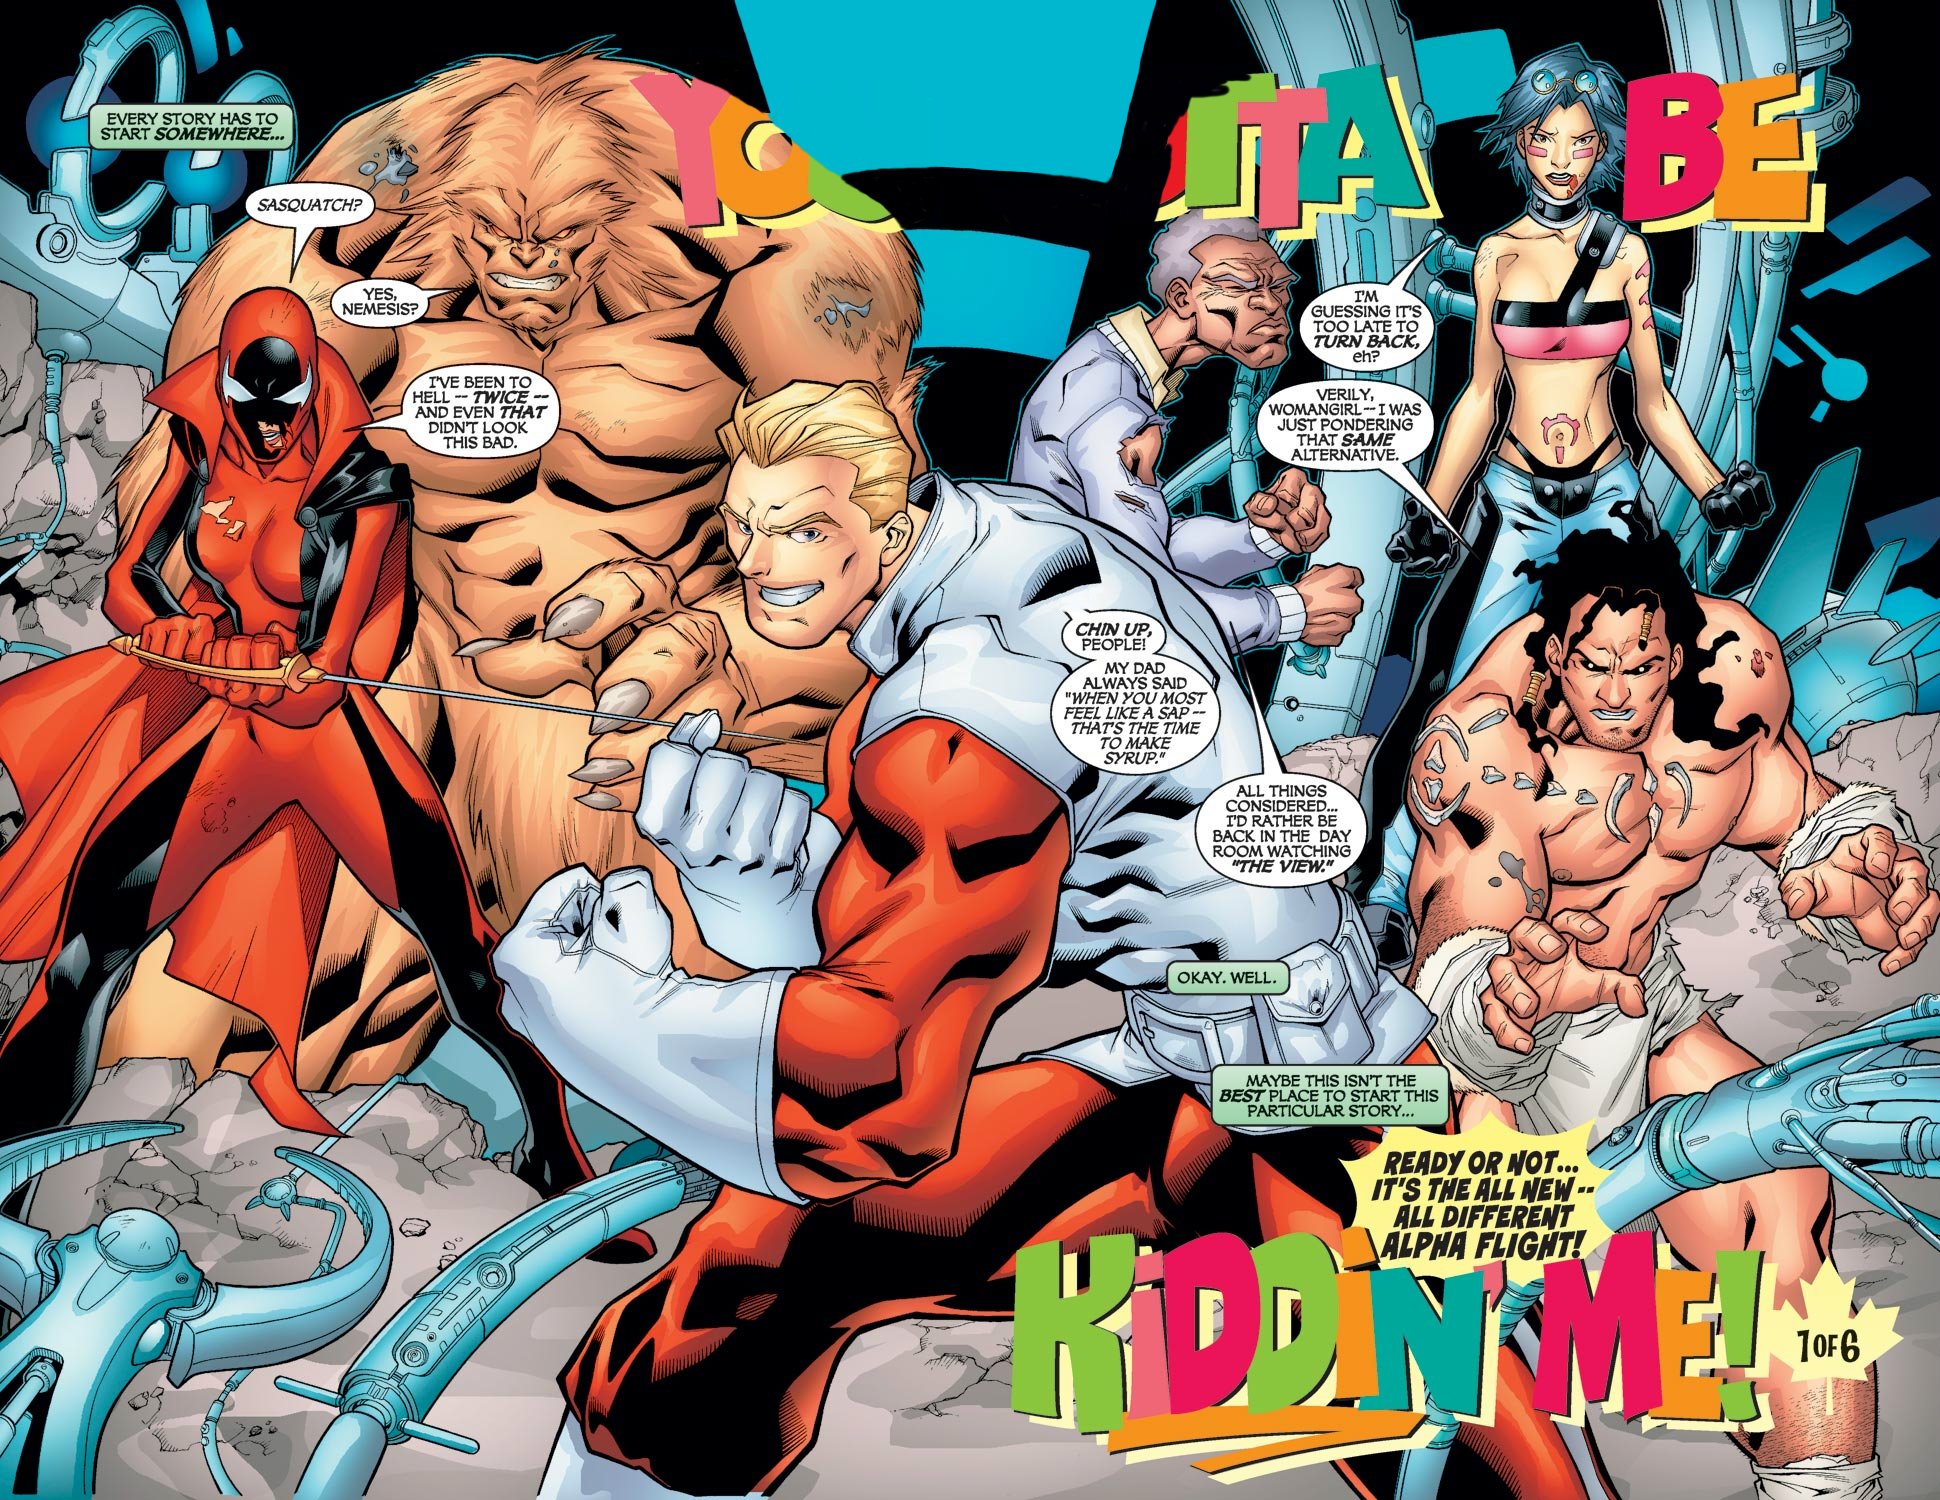 EVERY STORY HAS TO
START SOMEWHERE...
YOU TTA BE
SASQUATCH?
YES,
NEMESIS?
I'VE BEEN TO
HELL -- TWICE --
AND EVEN THAT
DIDN'T LOOK
THIS BAD.
I'M
GUESSING IT'S
TOO LATE TO
TURN BACK,
eh?
VERILY,
WOMANGIRL-- I WAS
JUST PONDERING
THAT SAME
ALTERNATIVE.
CHIN UP,
PEOPLE!
MY DAD
ALWAYS SAID
"WHEN YOU MOST
FEEL LIKE A SAP --
THAT'S THE TIME
TO MAKE
SYRUP."
ALL THINGS
CONSIDERED...
I'D RATHER BE
BACK IN THE DAY
ROOM WATCHING
"THE VIEW."
OKAY. WELL.
MAYBE THIS ISN'T THE
BEST PLACE TO START THIS
PARTICULAR STORY...
READY OR NOT...
IT'S THE ALL NEW --
ALL DIFFERENT
ALPHA FLIGHT!
KiDDiN' ME!
1 OF 6